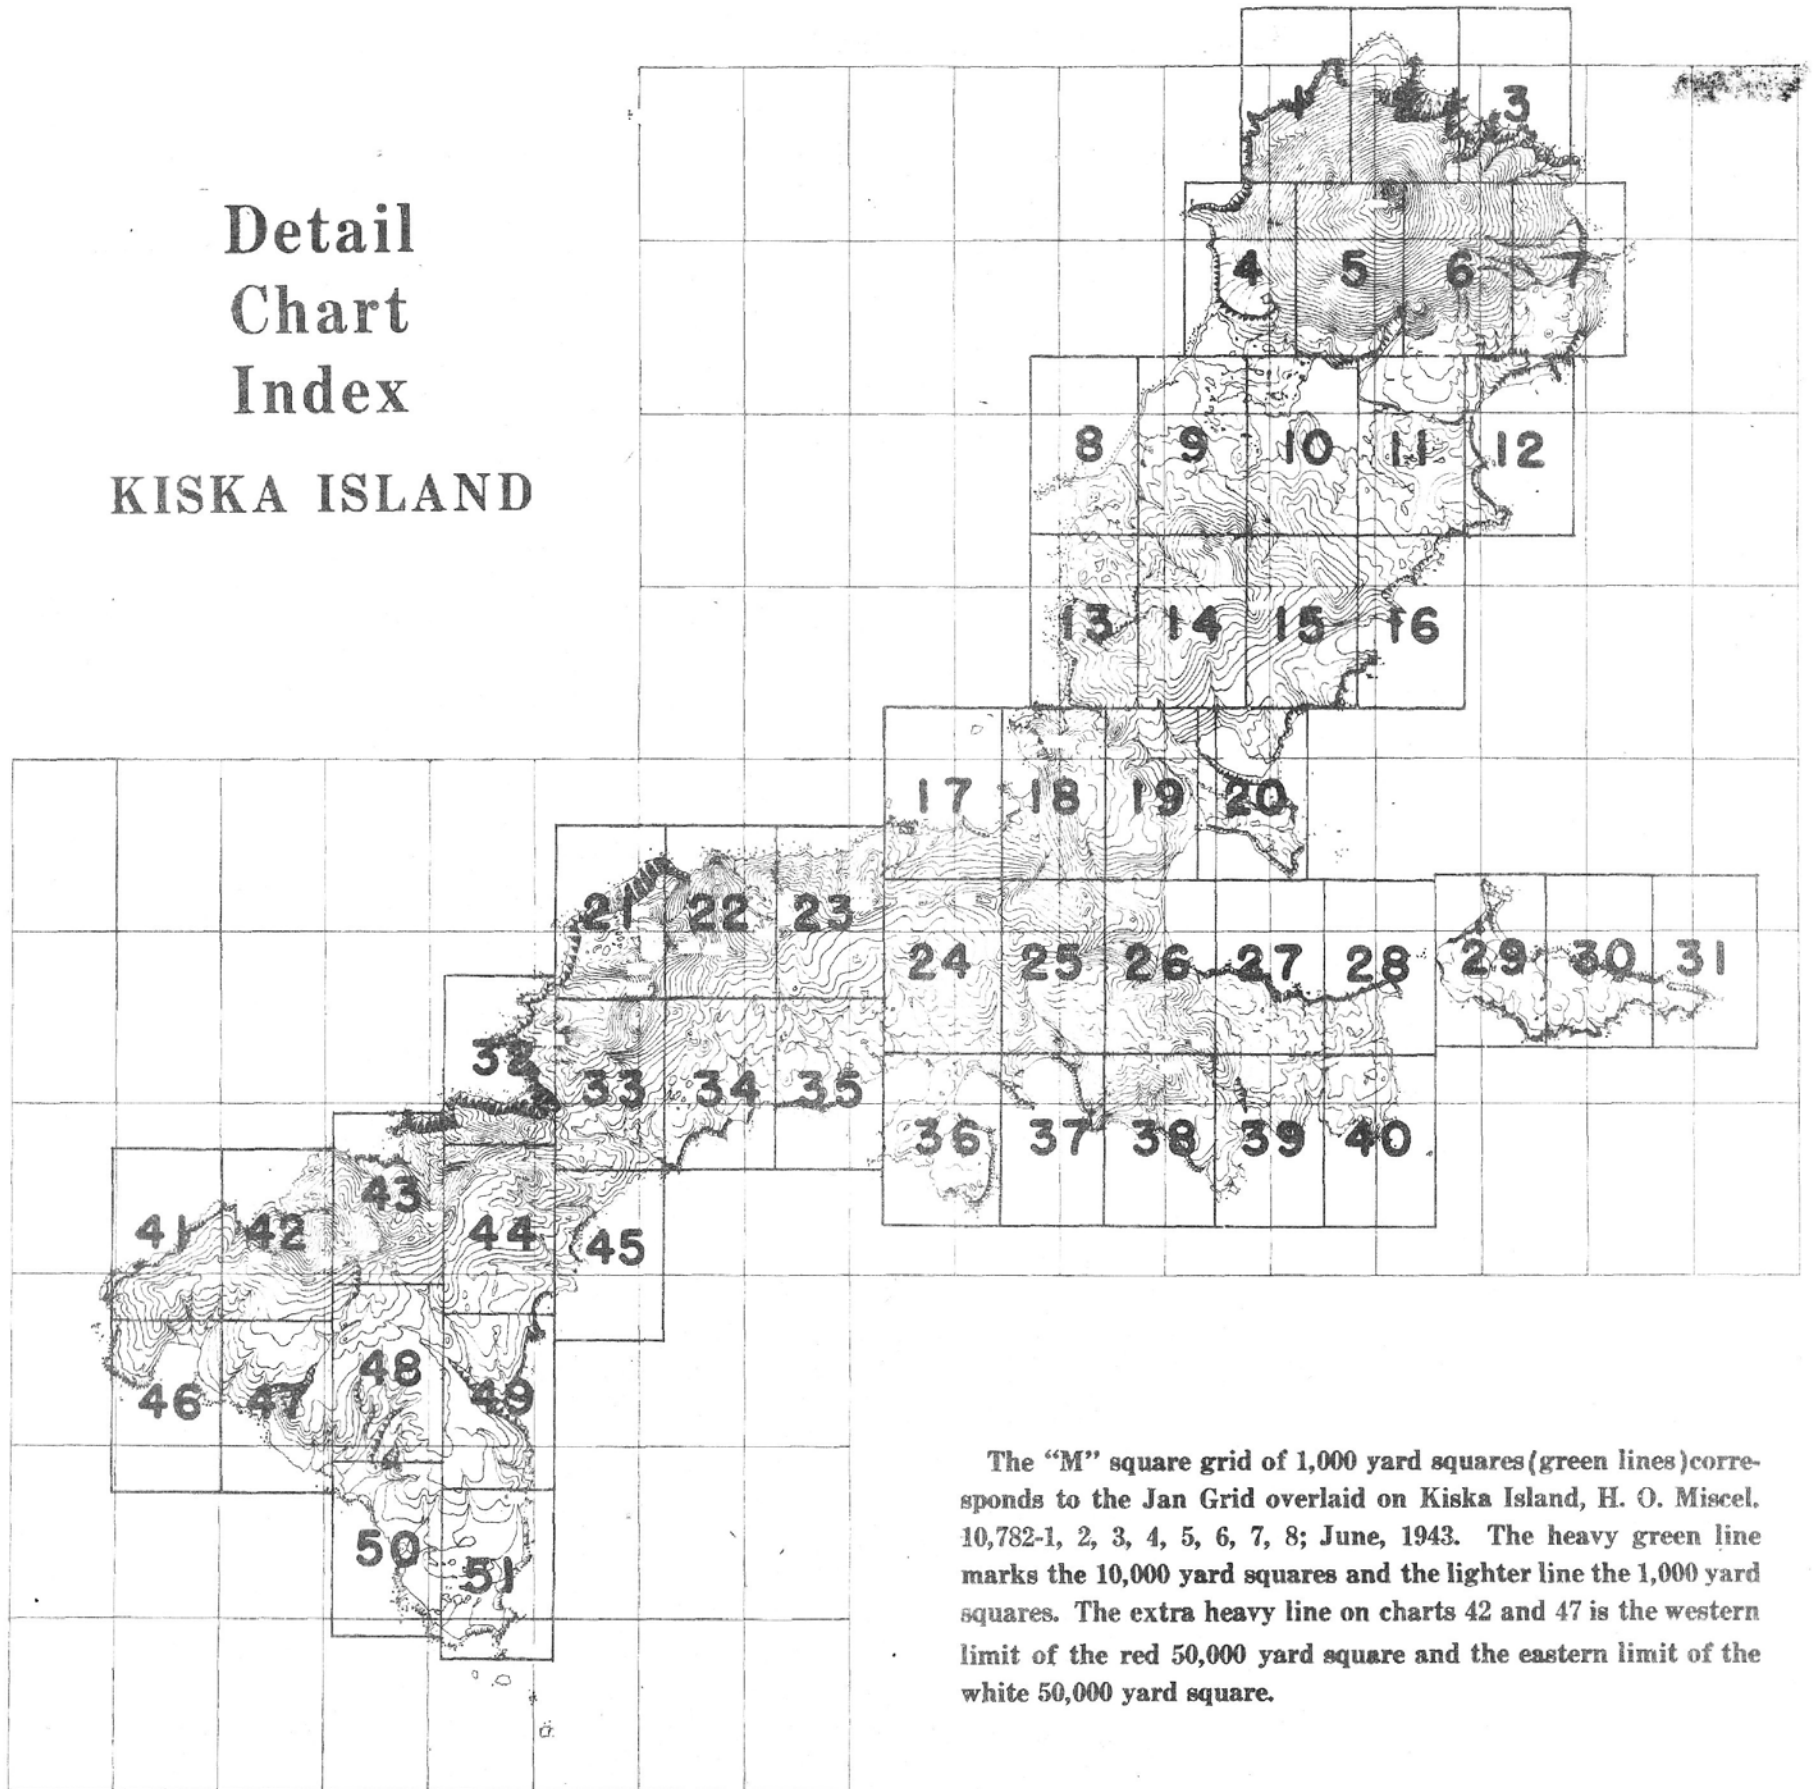 Detail
Chart
Index
KISKA ISLAND
1 2 3
4 5 6 7
8 9 10 11 12
13 14 15 16
17 18 19 20
21 22 23
24 25 26 27 28 29 30 31
32 33 34 35
36 37 38 39 40
41 42 43 44 45
46 47 48 49
50 51
The “M” square grid of 1,000 yard squares (green lines) corre-
sponds to the Jan Grid overlaid on Kiska Island, H. O. Miscel.
10,782-1, 2, 3, 4, 5, 6, 7, 8; June, 1943. The heavy green line
marks the 10,000 yard squares and the lighter line the 1,000 yard
squares. The extra heavy line on charts 42 and 47 is the western
limit of the red 50,000 yard square and the eastern limit of the
white 50,000 yard square.